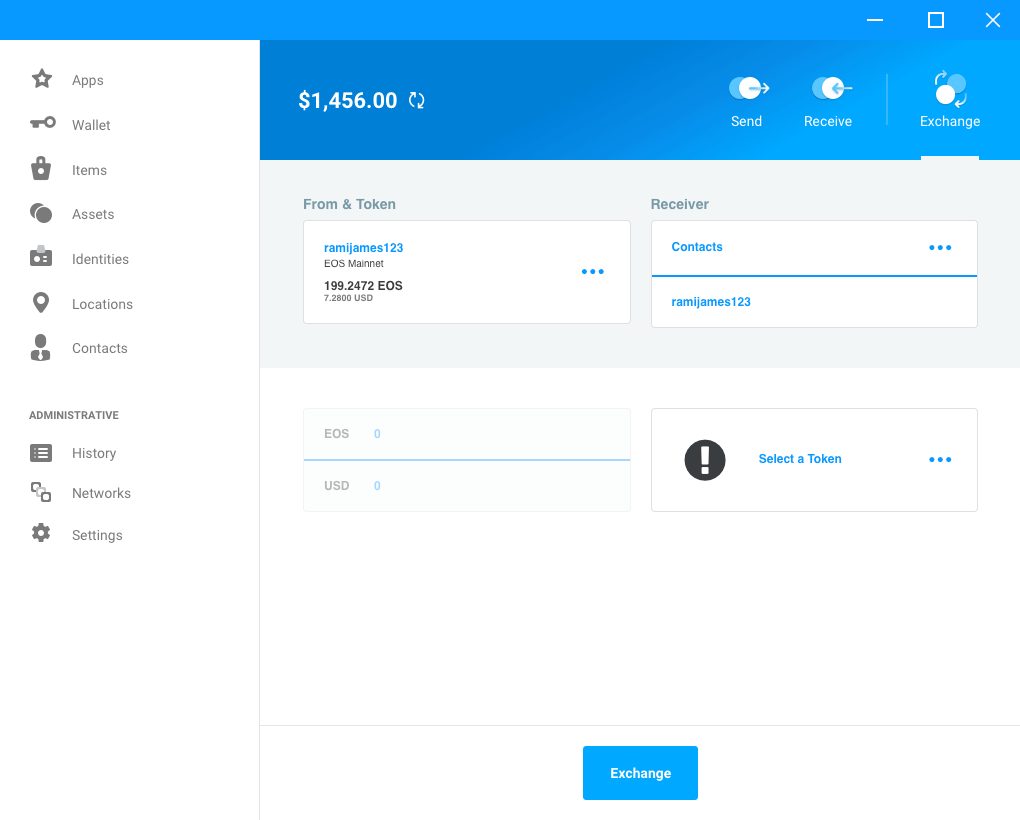 $1,456.00
Send
Receive
Exchange
Apps
Wallet
Items
Assets
Identities
Locations
Contacts
ADMINISTRATIVE
History
Networks
Settings
From & Token
ramijames123
EOS Mainnet
199.2472 EOS
7.2800 USD
Receiver
Contacts
ramijames123
EOS 0
USD 0
Select a Token
Exchange